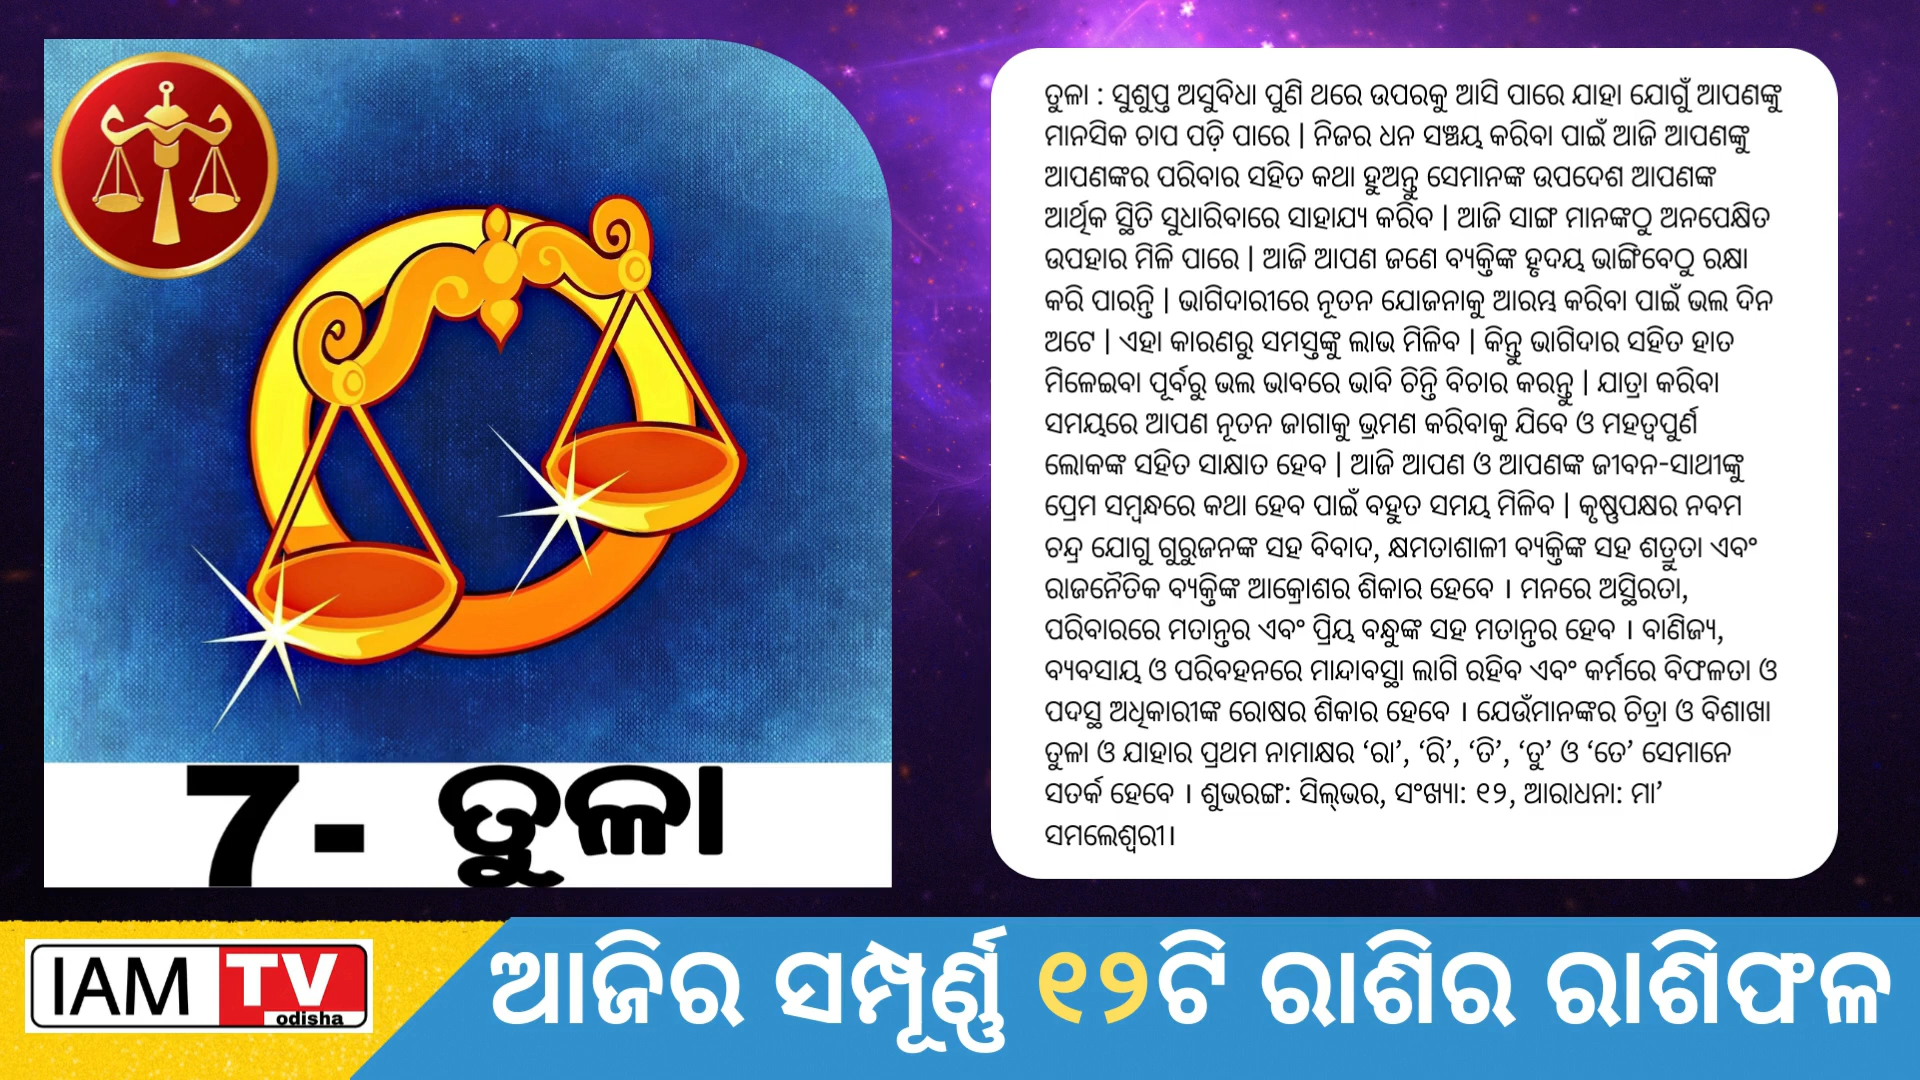 ତୁଳା : ସୁଶୁପ୍ତ ଅସୁବିଧା ପୁଣି ଥରେ ଉପରକୁ ଆସି ପାରେ ଯାହା ଯୋଗୁଁ ଆପଣଙ୍କୁ
ମାନସିକ ଚାପ ପଡ଼ି ପାରେ | ନିଜର ଧନ ସଞ୍ଚୟ କରିବା ପାଇଁ ଆଜି ଆପଣଙ୍କୁ
ଆପଣଙ୍କର ପରିବାର ସହିତ କଥା ହୁଅନ୍ତୁ ସେମାନଙ୍କ ଉପଦେଶ ଆପଣଙ୍କ
ଆର୍ଥିକ ସ୍ଥିତି ସୁଧାରିବାରେ ସାହାଯ୍ୟ କରିବ | ଆଜି ସାଙ୍ଗ ମାନଙ୍କଠୁ ଅନପେକ୍ଷିତ
ଉପହାର ମିଳି ପାରେ | ଆଜି ଆପଣ ଜଣେ ବ୍ୟକ୍ତିଙ୍କ ହୃଦୟ ଭାଙ୍ଗିବେଠୁ ରକ୍ଷା
କରି ପାରନ୍ତି | ଭାଗିଦାରୀରେ ନୂତନ ଯୋଜନାକୁ ଆରମ୍ଭ କରିବା ପାଇଁ ଭଲ ଦିନ
ଅଟେ | ଏହା କାରଣରୁ ସମସ୍ତଙ୍କୁ ଲାଭ ମିଳିବ | କିନ୍ତୁ ଭାଗିଦାର ସହିତ ହାତ
ମିଳେଇବା ପୂର୍ବରୁ ଭଲ ଭାବରେ ଭାବି ଚିନ୍ତି ବିଚାର କରନ୍ତୁ | ଯାତ୍ରା କରିବା
ସମୟରେ ଆପଣ ନୂତନ ଜାଗାକୁ ଭ୍ରମଣ କରିବାକୁ ଯିବେ ଓ ମହତ୍ୱପୁର୍ଣ
ଲୋକଙ୍କ ସହିତ ସାକ୍ଷାତ ହେବ | ଆଜି ଆପଣ ଓ ଆପଣଙ୍କ ଜୀବନ-ସାଥୀଙ୍କୁ
ପ୍ରେମ ସମ୍ବନ୍ଧରେ କଥା ହେବ ପାଇଁ ବହୁତ ସମୟ ମିଳିବ | କୃଷ୍ଣପକ୍ଷର ନବମ
ଚନ୍ଦ୍ର ଯୋଗୁ ଗୁରୁଜନଙ୍କ ସହ ବିବାଦ, କ୍ଷମତାଶାଳୀ ବ୍ୟକ୍ତିଙ୍କ ସହ ଶତ୍ରୁତା ଏବଂ
ରାଜନୈତିକ ବ୍ୟକ୍ତିଙ୍କ ଆକ୍ରୋଶର ଶିକାର ହେବେ । ମନରେ ଅସ୍ଥିରତା,
ପରିବାରରେ ମତାନ୍ତର ଏବଂ ପ୍ରିୟ ବନ୍ଧୁଙ୍କ ସହ ମତାନ୍ତର ହେବ । ବାଣିଜ୍ୟ,
ବ୍ୟବସାୟ ଓ ପରିବହନରେ ମାନ୍ଦାବସ୍ଥା ଲାଗି ରହିବ ଏବଂ କର୍ମରେ ବିଫଳତା ଓ
ପଦସ୍ଥ ଅଧିକାରୀଙ୍କ ରୋଷର ଶିକାର ହେବେ । ଯେଉଁମାନଙ୍କର ଚିତ୍ରା ଓ ବିଶାଖା
ତୁଳା ଓ ଯାହାର ପ୍ରଥମ ନାମାକ୍ଷର ‘ରା’, ‘ରି’, ‘ତି’, ‘ତୁ’ ଓ ‘ତେ’ ସେମାନେ
ସତର୍କ ହେବେ । ଶୁଭରଙ୍ଗ: ସିଲ୍‌ଭର, ସଂଖ୍ୟା: ୧୨, ଆରାଧନା: ମା’
ସମଲେଶ୍ୱରୀ।
7- ତୁଳା
IAM TV
odisha
ଆଜିର ସମ୍ପୂର୍ଣ୍ଣ ୧୨ଟି ରାଶିର ରାଶିଫଳ